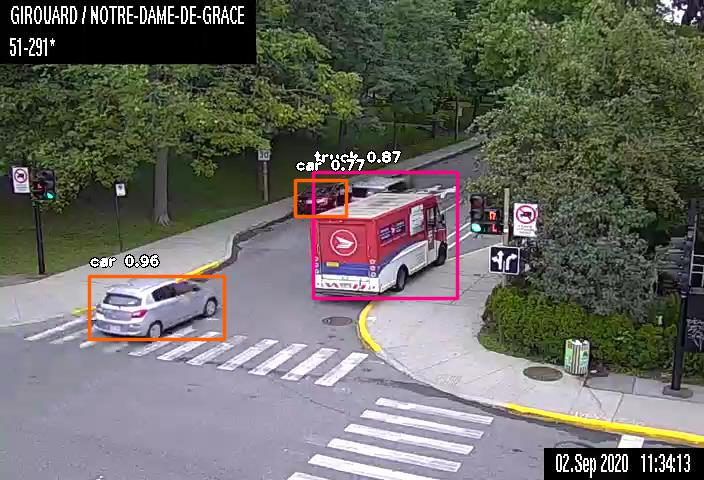 GIROUARD / NOTRE-DAME-DE-GRACE
51-291*
truck 0.87
car 0.77
30
car 0.96
02.Sep 2020 11:34:13